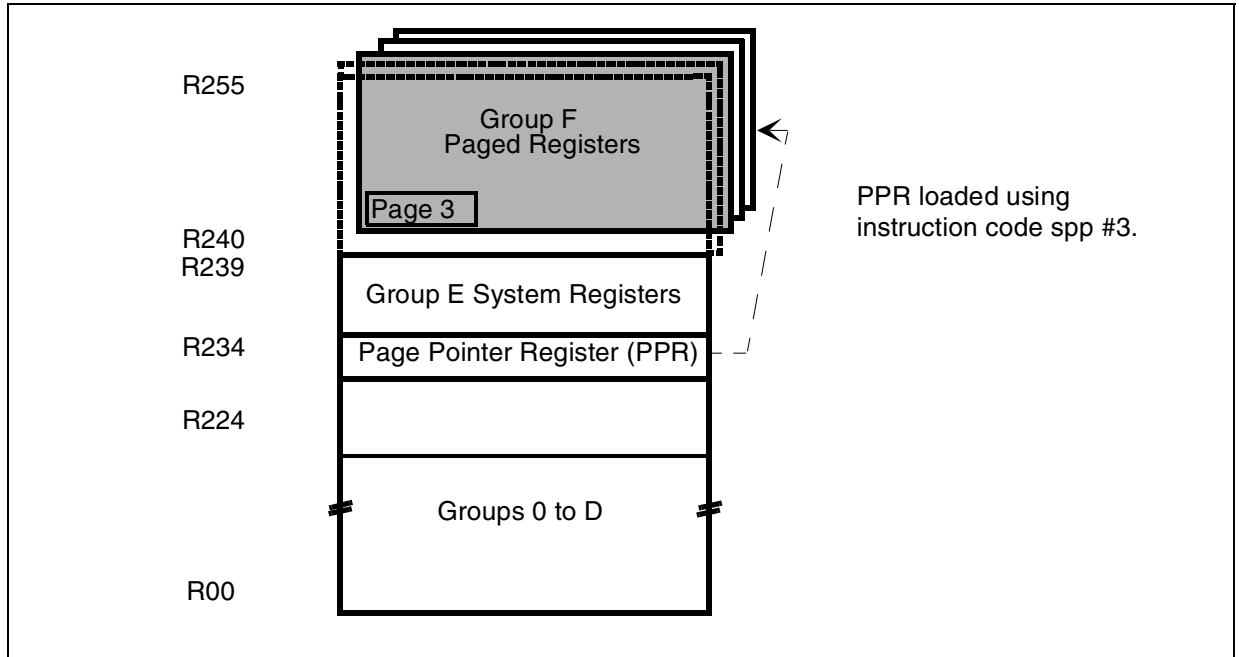 R255
Group F
Paged Registers
Page 3
PPR loaded using
instruction code spp #3.
R240
R239
Group E System Registers
R234
Page Pointer Register (PPR)
R224
Groups 0 to D
R00